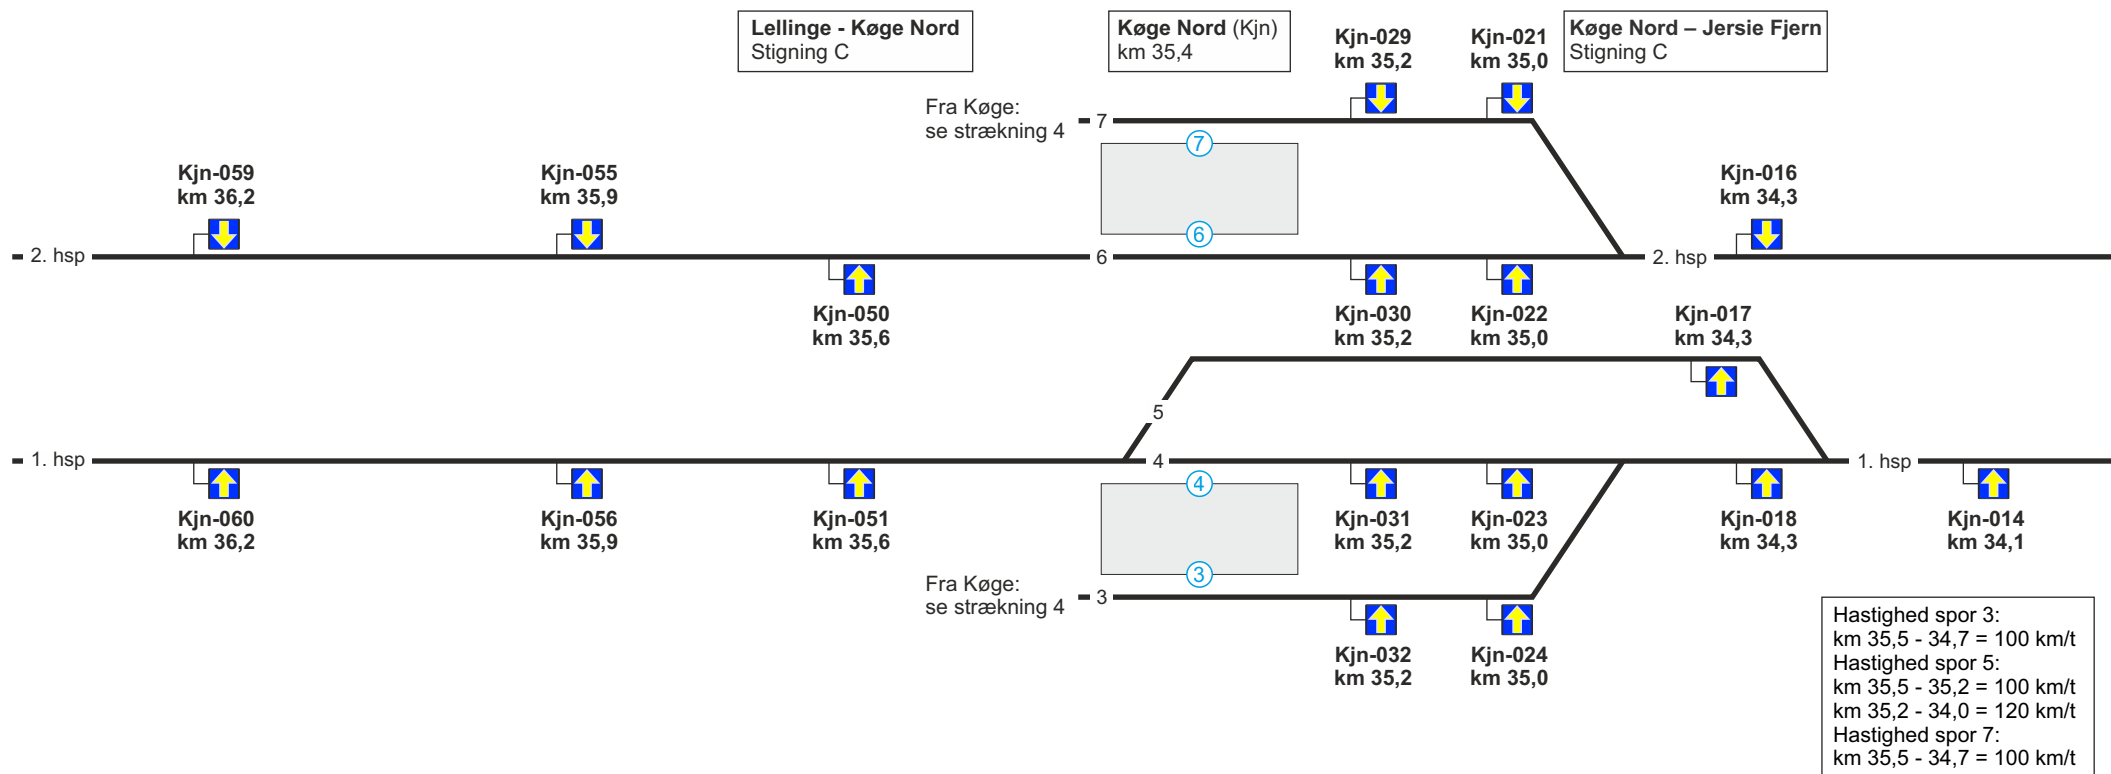 Lellinge - Køge Nord
Stigning C
Køge Nord (Kjn)
km 35,4
Kjn-029
km 35,2
Kjn-021
km 35,0
Køge Nord – Jersie Fjern
Stigning C
Fra Køge:
se strækning 4
7
7
Kjn-059
km 36,2
Kjn-055
km 35,9
Kjn-016
km 34,3
6
2. hsp
6
2. hsp
Kjn-050
km 35,6
Kjn-030
km 35,2
Kjn-022
km 35,0
Kjn-017
km 34,3
5
1. hsp
4
1. hsp
4
Kjn-060
km 36,2
Kjn-056
km 35,9
Kjn-051
km 35,6
Kjn-031
km 35,2
Kjn-023
km 35,0
Kjn-018
km 34,3
Kjn-014
km 34,1
3
Fra Køge:
se strækning 4
3
Kjn-032
km 35,2
Kjn-024
km 35,0
Hastighed spor 3:
km 35,5 - 34,7 = 100 km/t
Hastighed spor 5:
km 35,5 - 35,2 = 100 km/t
km 35,2 - 34,0 = 120 km/t
Hastighed spor 7:
km 35,5 - 34,7 = 100 km/t